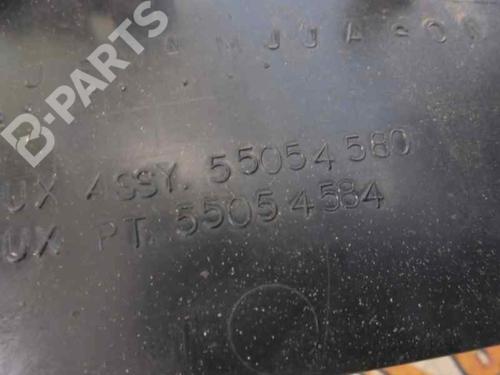 B-PARTS
M J J A S O N
UX ASSY. 55054580
UX PT. 55054584